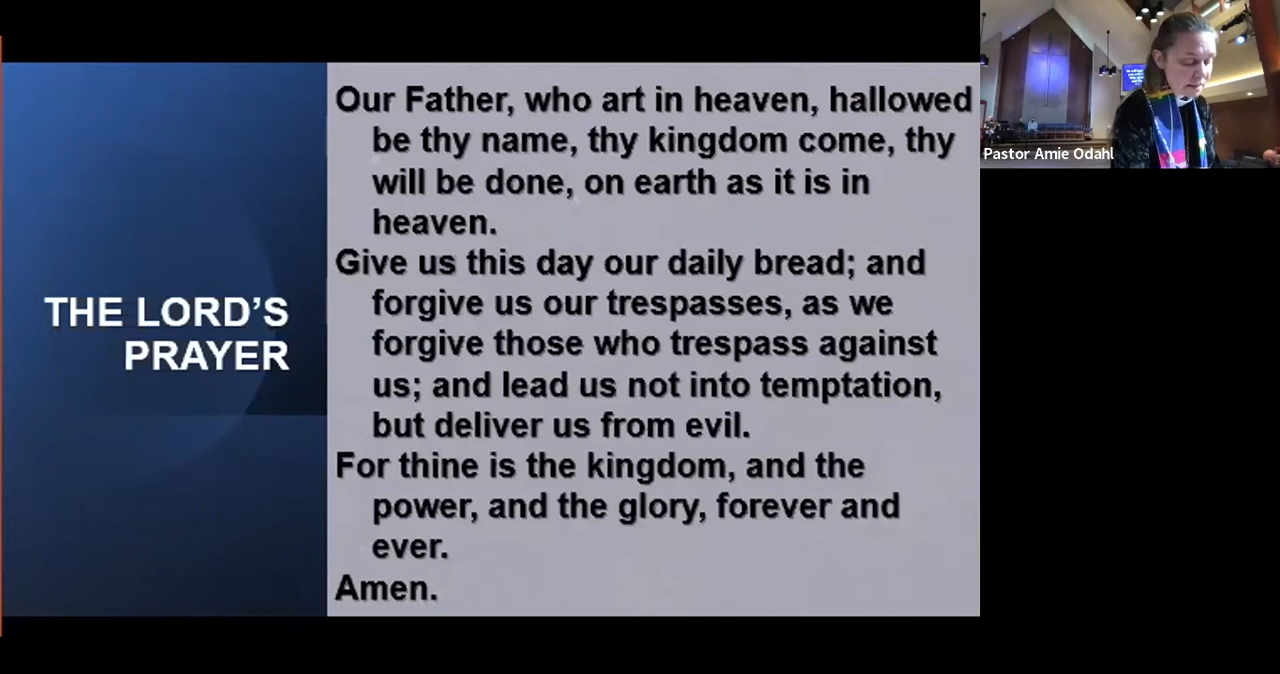 THE LORD’S
PRAYER
Our Father, who art in heaven, hallowed
be thy name, thy kingdom come, thy
will be done, on earth as it is in
heaven.
Give us this day our daily bread; and
forgive us our trespasses, as we
forgive those who trespass against
us; and lead us not into temptation,
but deliver us from evil.
For thine is the kingdom, and the
power, and the glory, forever and
ever.
Amen.
Pastor Amie Odahl